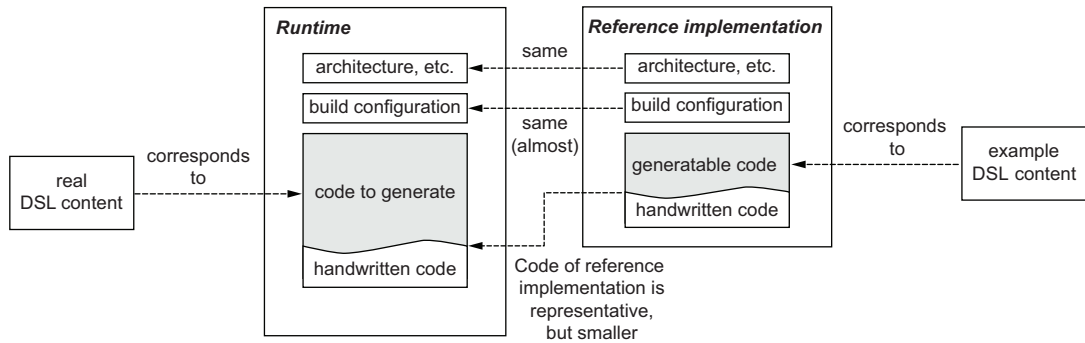 Runtime
Reference implementation
architecture, etc.
same
architecture, etc.
build configuration
build configuration
same
(almost)
corresponds
to
corresponds
to
real
DSL content
code to generate
generatable code
example
DSL content
handwritten code
handwritten code
Code of reference
implementation is
representative,
but smaller